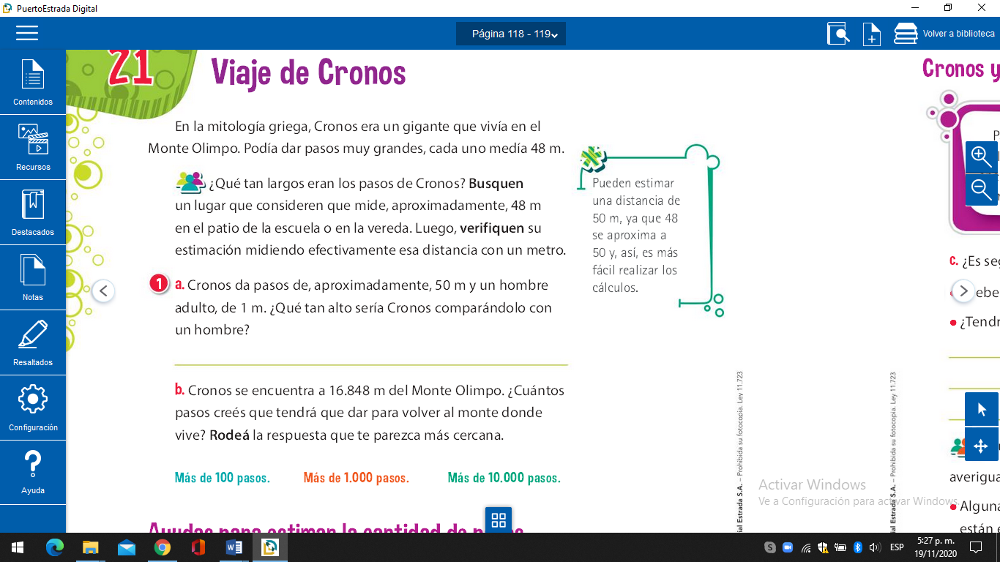 PuertoEstrada Digital
Página 118 - 119
Volver a biblioteca
Contenidos
Recursos
Destacados
Notas
Resaltados
Configuración
Ayuda
21
Viaje de Cronos
En la mitología griega, Cronos era un gigante que vivía en el
Monte Olimpo. Podía dar pasos muy grandes, cada uno medía 48 m.
¿Qué tan largos eran los pasos de Cronos? Busquen
un lugar que consideren que mide, aproximadamente, 48 m
en el patio de la escuela o en la vereda. Luego, verifiquen su
estimación midiendo efectivamente esa distancia con un metro.
Pueden estimar
una distancia de
50 m, ya que 48
se aproxima a
50 y, así, es más
fácil realizar los
cálculos.
1 a. Cronos da pasos de, aproximadamente, 50 m y un hombre
adulto, de 1 m. ¿Qué tan alto sería Cronos comparándolo con
un hombre?
b. Cronos se encuentra a 16.848 m del Monte Olimpo. ¿Cuántos
pasos creés que tendrá que dar para volver al monte donde
vive? Rodeá la respuesta que te parezca más cercana.
Más de 100 pasos. Más de 1.000 pasos. Más de 10.000 pasos.
Ayudas para estimar la cantidad de pasos
ial Estrada S.A. – Prohibida su fotocopia. Ley 11.723
ial Estrada S.A. – Prohibida su fotocopia. Ley 11.723
Cronos y
P
c. ¿Es seg
ebe
¿Tendr
averigua
Alguna
están e
Activar Windows
Ve a Configuración para activar Windows.
ESP
5:27 p. m.
19/11/2020